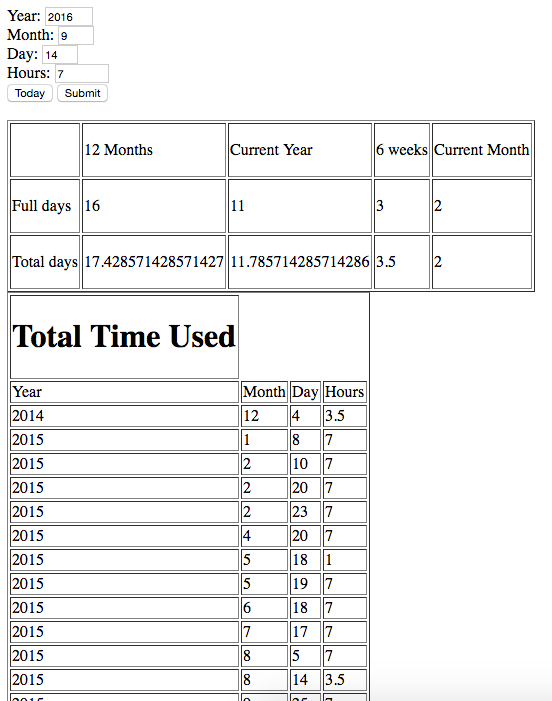 Year: 2016
Month: 9
Day: 14
Hours: 7
Today Submit
12 Months Current Year 6 weeks Current Month
Full days 16 11 3 2
Total days 17.428571428571427 11.785714285714286 3.5 2
Total Time Used
Year Month Day Hours
2014 12 4 3.5
2015 1 8 7
2015 2 10 7
2015 2 20 7
2015 2 23 7
2015 4 20 7
2015 5 18 1
2015 5 19 7
2015 6 18 7
2015 7 17 7
2015 8 5 7
2015 8 14 3.5